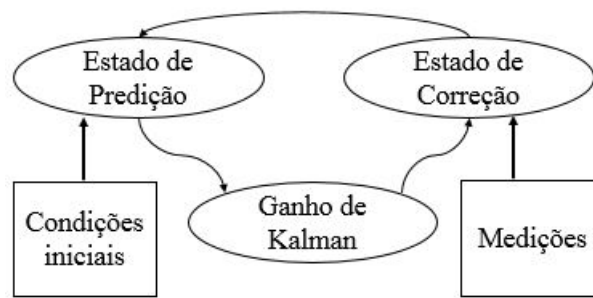 Estado de
Predição
Estado de
Correção
Condições
iniciais
Ganho de
Kalman
Medições